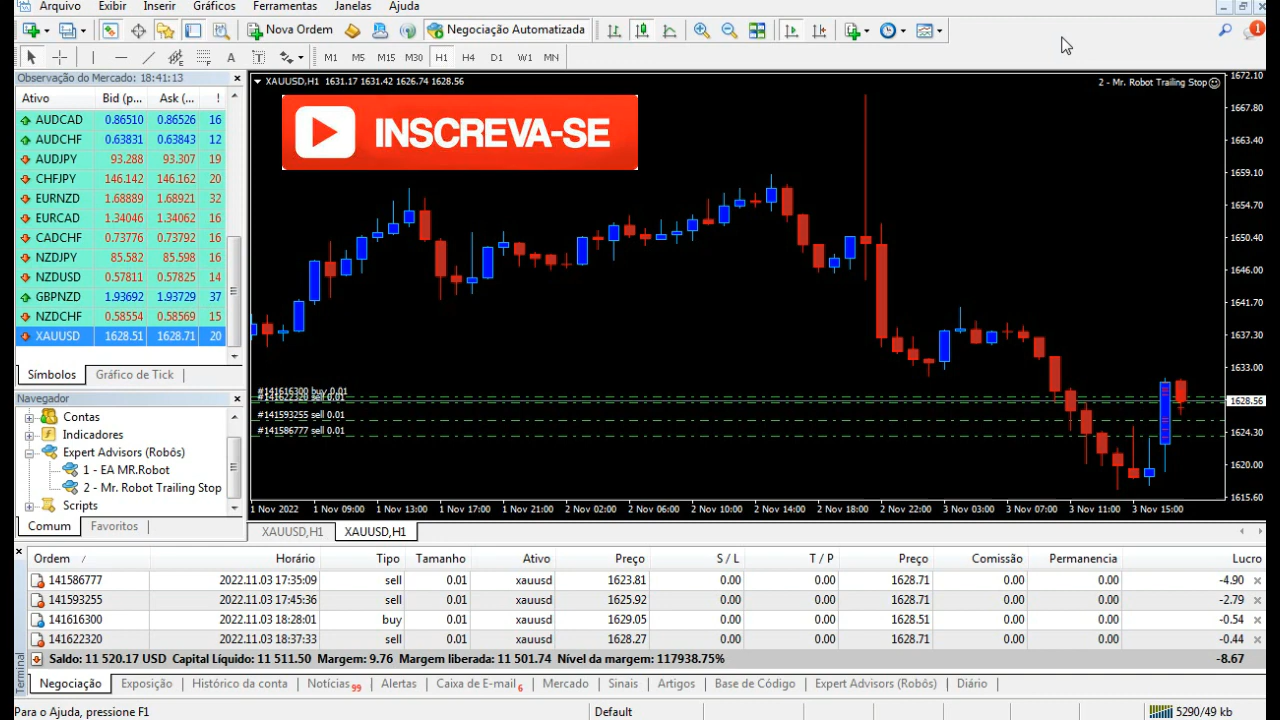 Arquivo Exibir Inserir Gráficos Ferramentas Janelas Ajuda
Nova Ordem Negociação Automatizada 1
A T M1 M5 M15 M30 H1 H4 D1 W1 MN
Observação do Mercado: 18:41:13
Ativo Bid (p... Ask (... !
AUDCAD 0.86510 0.86526 16
AUDCHF 0.63831 0.63843 12
AUDJPY 93.288 93.307 19
CHFJPY 146.142 146.162 20
EURNZD 1.68889 1.68921 32
EURCAD 1.34046 1.34062 16
CADCHF 0.73776 0.73792 16
NZDJPY 85.582 85.598 16
NZDUSD 0.57811 0.57825 14
GBPNZD 1.93692 1.93729 37
NZDCHF 0.58554 0.58569 15
XAUUSD 1628.51 1628.71 20
Símbolos Gráfico de Tick
Navegador
Contas
Indicadores
Expert Advisors (Robôs)
1 - EA MR.Robot
2 - Mr. Robot Trailing Stop
Scripts
Comum Favoritos
XAUUSD,H1 1631.17 1631.42 1626.74 1628.56
2 - Mr. Robot Trailing Stop
INSCREVA-SE
#141616300 buy 0.01
#141622320 sell 0.01
#141593255 sell 0.01
#141586777 sell 0.01
1672.10
1667.80
1663.40
1659.10
1654.70
1650.40
1646.00
1641.70
1637.30
1633.00
1628.56
1624.30
1620.00
1615.60
1 Nov 2022 1 Nov 09:00 1 Nov 13:00 1 Nov 17:00 1 Nov 21:00 2 Nov 02:00 2 Nov 06:00 2 Nov 10:00 2 Nov 14:00 2 Nov 18:00 2 Nov 22:00 3 Nov 03:00 3 Nov 07:00 3 Nov 11:00 3 Nov 15:00
XAUUSD,H1 XAUUSD,H1
Ordem Horário Tipo Tamanho Ativo Preço S / L T / P Preço Comissão Permanencia Lucro
141586777 2022.11.03 17:35:09 sell 0.01 xauusd 1623.81 0.00 0.00 1628.71 0.00 0.00 -4.90
141593255 2022.11.03 17:45:36 sell 0.01 xauusd 1625.92 0.00 0.00 1628.71 0.00 0.00 -2.79
141616300 2022.11.03 18:28:01 buy 0.01 xauusd 1629.05 0.00 0.00 1628.51 0.00 0.00 -0.54
141622320 2022.11.03 18:37:33 sell 0.01 xauusd 1628.27 0.00 0.00 1628.71 0.00 0.00 -0.44
Saldo: 11 520.17 USD Capital Líquido: 11 511.50 Margem: 9.76 Margem liberada: 11 501.74 Nível da margem: 117938.75% -8.67
Terminal
Negociação Exposição Histórico da conta Notícias 99 Alertas Caixa de E-mail 6 Mercado Sinais Artigos Base de Código Expert Advisors (Robôs) Diário
Para o Ajuda, pressione F1 Default 5290/49 kb